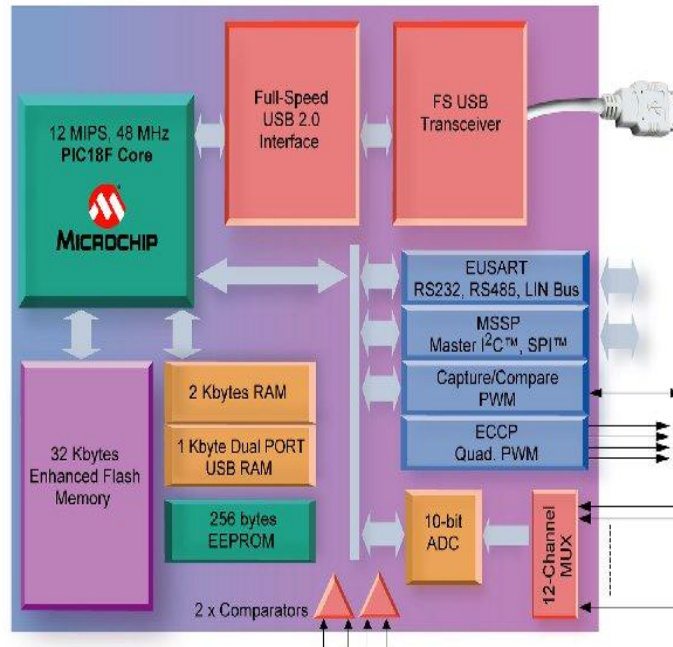 12 MIPS, 48 MHz
PIC18F Core
MICROCHIP
Full-Speed
USB 2.0
Interface
FS USB
Transceiver
EUSART
RS232, RS485, LIN Bus
MSSP
Master I²C™, SPI™
Capture/Compare
PWM
ECCP
Quad. PWM
32 Kbytes
Enhanced Flash
Memory
2 Kbytes RAM
1 Kbyte Dual PORT
USB RAM
256 bytes
EEPROM
10-bit
ADC
12-Channel
MUX
2 x Comparators